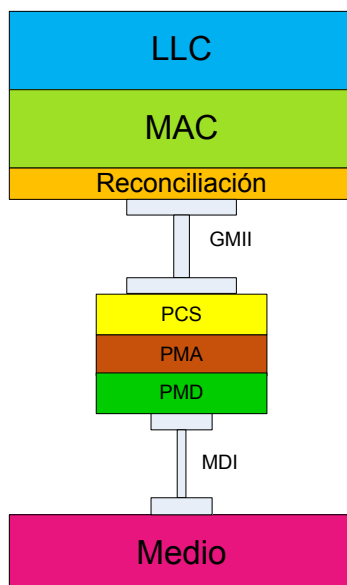 LLC
MAC
Reconciliación
GMII
PCS
PMA
PMD
MDI
Medio